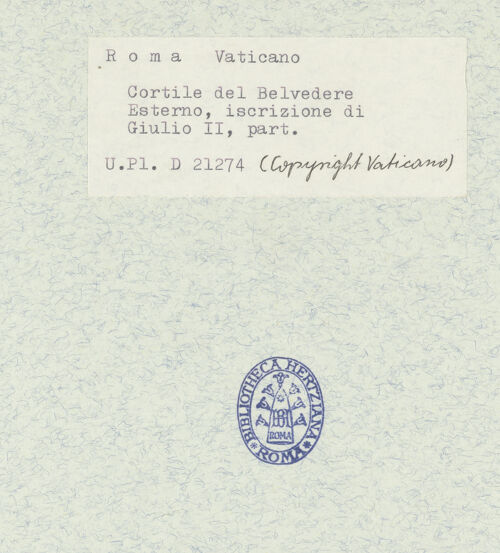 Roma Vaticano
Cortile del Belvedere
Esterno, iscrizione di
Giulio II, part.
U.Pl. D 21274 (Copyright Vaticano)
BIBLIOTHECA HERTZIANA
ROMA
* ROMA *